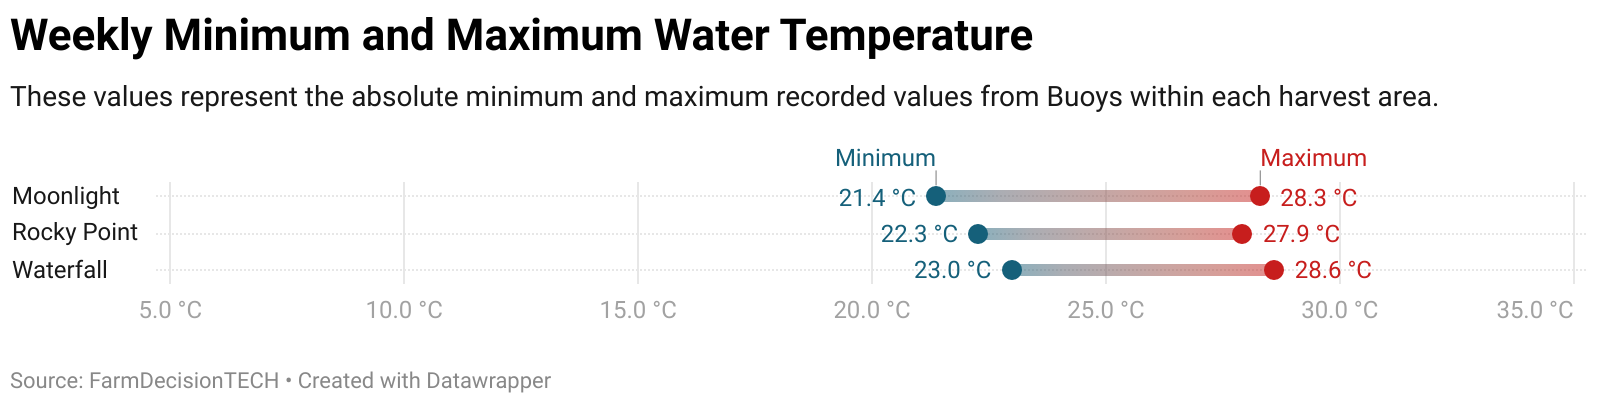 Weekly Minimum and Maximum Water Temperature
These values represent the absolute minimum and maximum recorded values from Buoys within each harvest area.
Minimum Maximum
Moonlight 21.4 °C 28.3 °C
Rocky Point 22.3 °C 27.9 °C
Waterfall 23.0 °C 28.6 °C
5.0 °C 10.0 °C 15.0 °C 20.0 °C 25.0 °C 30.0 °C 35.0 °C
Source: FarmDecisionTECH • Created with Datawrapper